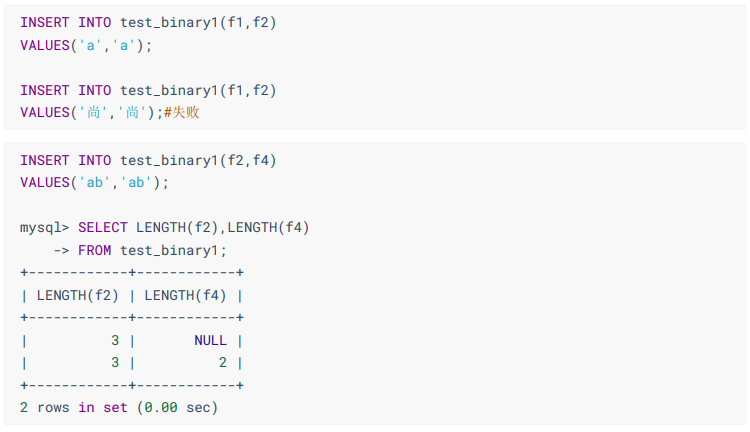 INSERT INTO test_binary1(f1,f2)
VALUES('a','a');
INSERT INTO test_binary1(f1,f2)
VALUES('尚','尚');#失败
INSERT INTO test_binary1(f2,f4)
VALUES('ab','ab');
mysql> SELECT LENGTH(f2),LENGTH(f4)
    -> FROM test_binary1;
+------------+------------+
| LENGTH(f2) | LENGTH(f4) |
+------------+------------+
|          3 |       NULL |
|          3 |          2 |
+------------+------------+
2 rows in set (0.00 sec)